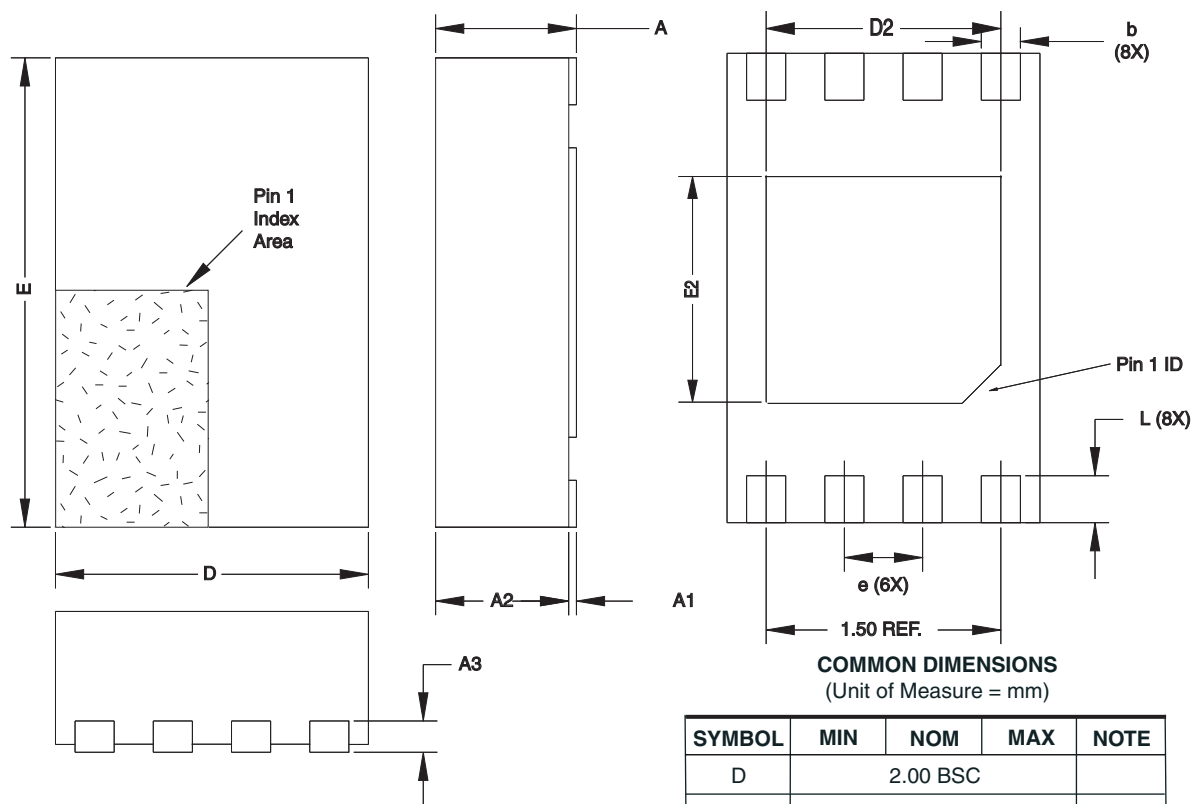 A
D2
b
(8X)
Pin 1
Index
Area
E
E2
Pin 1 ID
L (8X)
D
A2
A1
e (6X)
1.50 REF.
A3
COMMON DIMENSIONS
(Unit of Measure = mm)
SYMBOL MIN NOM MAX NOTE
D 2.00 BSC